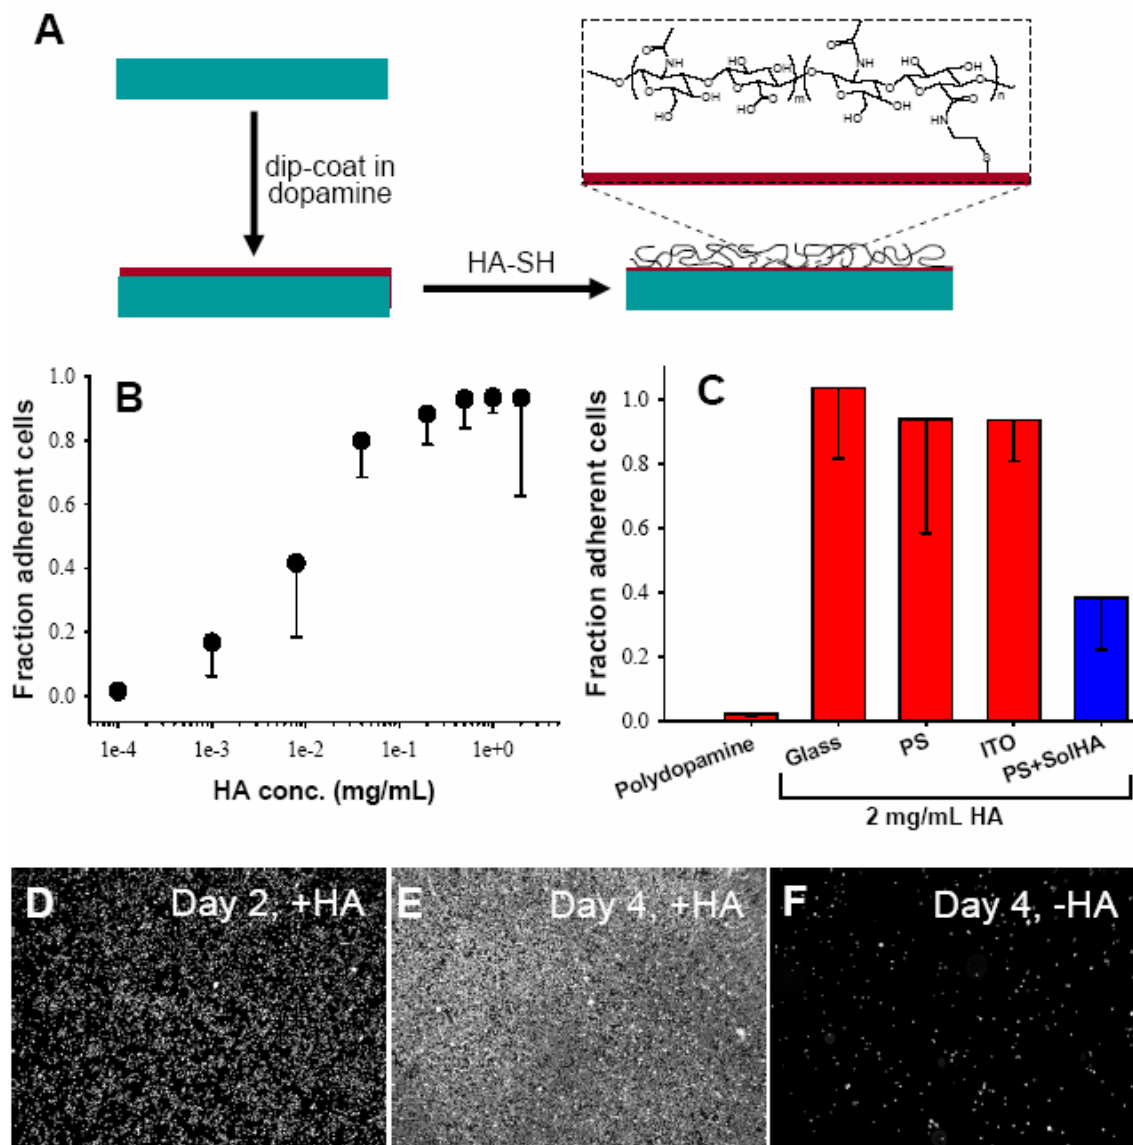 A
dip-coat in
dopamine
HA-SH
O
NH
HO
O
HO
O
OH
O
OH
O
HO
O
m
O
NH
HO
O
HO
O
OH
O
OH
O
HO
O
n
HN
S
B
Fraction adherent cells
1.0
0.8
0.6
0.4
0.2
0.0
1e-4
1e-3
1e-2
1e-1
1e+0
HA conc. (mg/mL)
C
Fraction adherent cells
1.0
0.8
0.6
0.4
0.2
0.0
Polydopamine
Glass
PS
ITO
PS+SolHA
2 mg/mL HA
D
Day 2, +HA
E
Day 4, +HA
F
Day 4, -HA